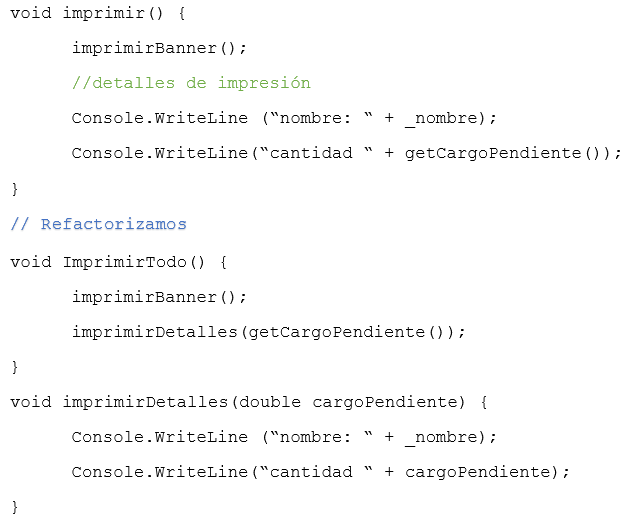 void imprimir() {
imprimirBanner();
//detalles de impresión
Console.WriteLine (“nombre: “ + _nombre);
Console.WriteLine(“cantidad “ + getCargoPendiente());
}
// Refactorizamos
void ImprimirTodo() {
imprimirBanner();
imprimirDetalles(getCargoPendiente());
}
void imprimirDetalles(double cargoPendiente) {
Console.WriteLine (“nombre: “ + _nombre);
Console.WriteLine(“cantidad “ + cargoPendiente);
}